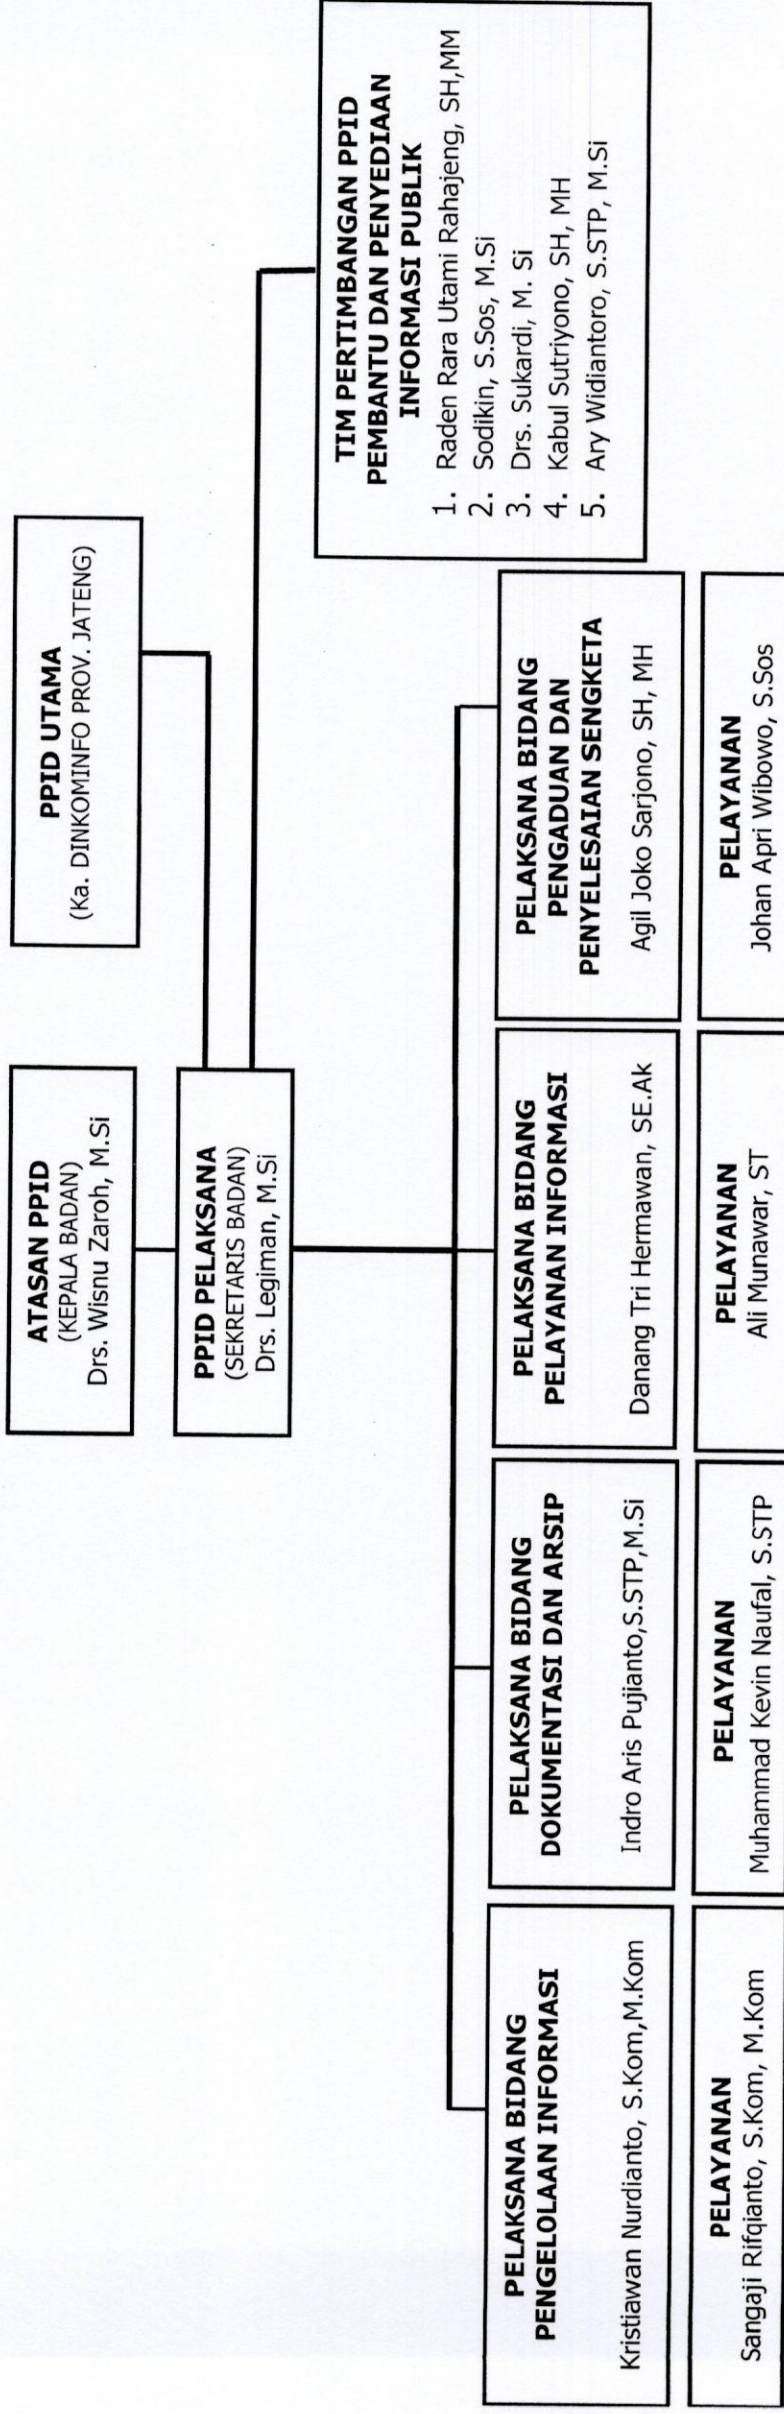 ATASAN PPID
(KEPALA BADAN)
Drs. Wisnu Zaroh, M.Si
PPID UTAMA
(Ka. DINKOMINFO PROV. JATENG)
PPID PELAKSANA
(SEKRETARIS BADAN)
Drs. Legiman, M.Si
TIM PERTIMBANGAN PPID
PEMBANTU DAN PENYEDIAAN
INFORMASI PUBLIK
1. Raden Rara Utami Rahajeng, SH,MM
2. Sodikin, S.Sos, M.Si
3. Drs. Sukardi, M. Si
4. Kabul Sutriyono, SH, MH
5. Ary Widiantoro, S.STP, M.Si
PELAKSANA BIDANG
PENGELOLAAN INFORMASI
Kristiawan Nurdianto, S.Kom,M.Kom
PELAKSANA BIDANG
DOKUMENTASI DAN ARSIP
Indro Aris Pujianto,S.STP,M.Si
PELAKSANA BIDANG
PELAYANAN INFORMASI
Danang Tri Hermawan, SE.Ak
PELAKSANA BIDANG
PENGADUAN DAN
PENYELESAIAN SENGKETA
Agil Joko Sarjono, SH, MH
PELAYANAN
Sangaji Rifqianto, S.Kom, M.Kom
PELAYANAN
Muhammad Kevin Naufal, S.STP
PELAYANAN
Ali Munawar, ST
PELAYANAN
Johan Apri Wibowo, S.Sos